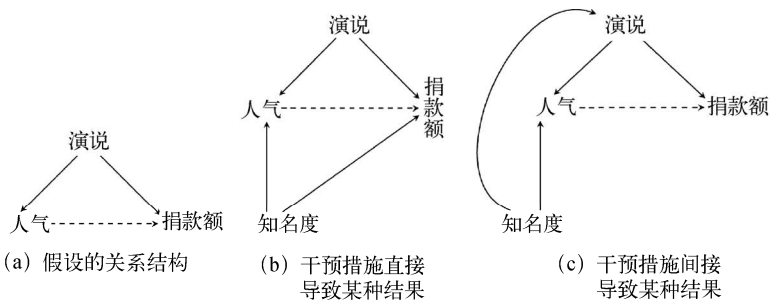 演说
人气
捐款额
(a) 假设的关系结构
演说
人气
捐款额
知名度
(b) 干预措施直接
导致某种结果
演说
人气
捐款额
知名度
(c) 干预措施间接
导致某种结果